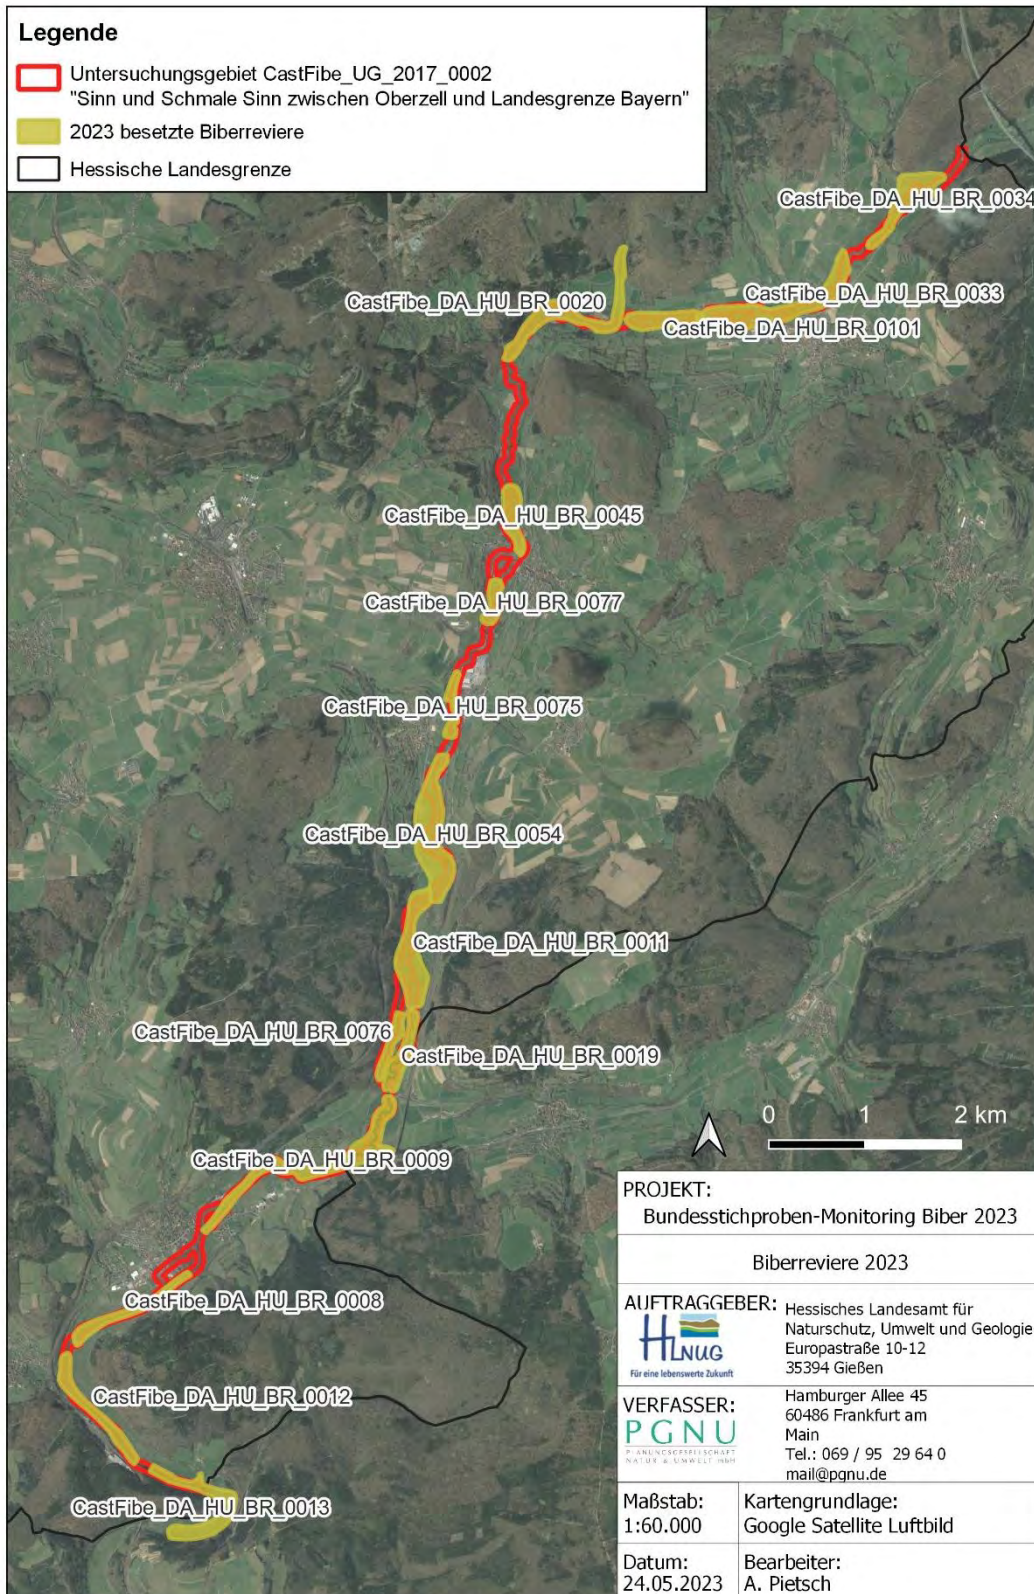 Legende
Untersuchungsgebiet CastFibe_UG_2017_0002
"Sinn und Schmale Sinn zwischen Oberzell und Landesgrenze Bayern"
2023 besetzte Biberreviere
Hessische Landesgrenze
CastFibe_DA_HU_BR_0034
CastFibe_DA_HU_BR_0033
CastFibe_DA_HU_BR_0020
CastFibe_DA_HU_BR_0101
CastFibe_DA_HU_BR_0045
CastFibe_DA_HU_BR_0077
CastFibe_DA_HU_BR_0075
CastFibe_DA_HU_BR_0054
CastFibe_DA_HU_BR_0011
CastFibe_DA_HU_BR_0076
CastFibe_DA_HU_BR_0019
0 1 2 km
CastFibe_DA_HU_BR_0009
CastFibe_DA_HU_BR_0008
CastFibe_DA_HU_BR_0012
CastFibe_DA_HU_BR_0013
PROJEKT:
Bundesstichproben-Monitoring Biber 2023
Biberreviere 2023
AUFTRAGGEBER:
HLNUG
Für eine lebenswerte Zukunft
Hessisches Landesamt für
Naturschutz, Umwelt und Geologie
Europastraße 10-12
35394 Gießen
VERFASSER:
PGNU
PLANUNGSGESELLSCHAFT
NATUR & UMWELT mbH
Hamburger Allee 45
60486 Frankfurt am
Main
Tel.: 069 / 95 29 64 0
mail@pgnu.de
Maßstab:
1:60.000
Kartengrundlage:
Google Satellite Luftbild
Datum:
24.05.2023
Bearbeiter:
A. Pietsch